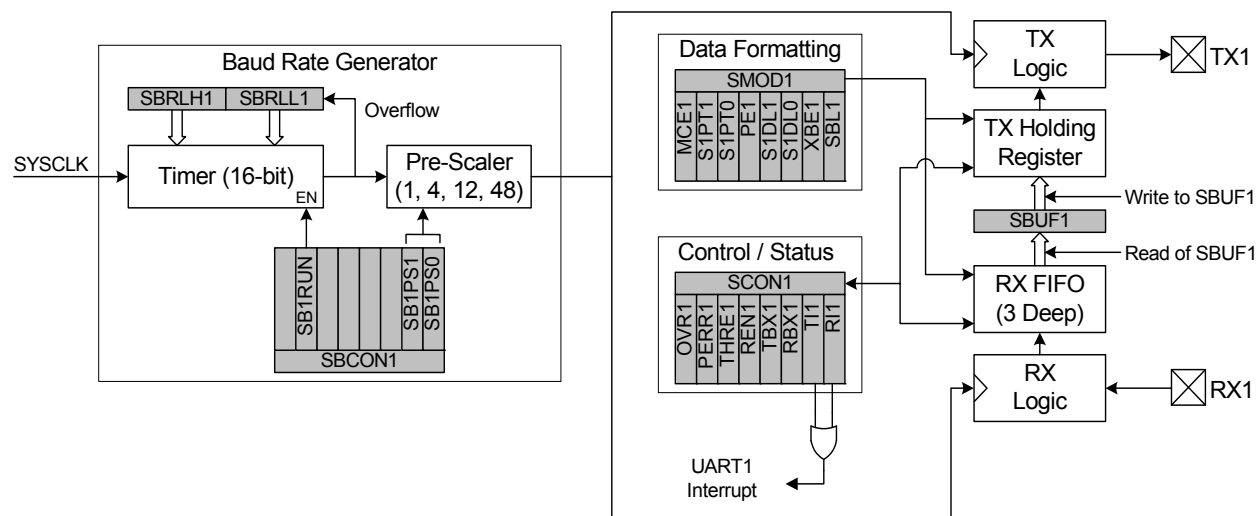 Baud Rate Generator
SBRLH1
SBRLL1
Overflow
SYSCLK
Timer (16-bit)
EN
Pre-Scaler
(1, 4, 12, 48)
SB1RUN
SB1PS1
SB1PS0
SBCON1
Data Formatting
SMOD1
MCE1
S1PT1
S1PT0
PE1
S1DL1
S1DL0
XBE1
SBL1
Control / Status
SCON1
OVR1
PERR1
THRE1
REN1
TBX1
RBX1
TI1
RI1
UART1
Interrupt
TX
Logic
TX1
TX Holding
Register
Write to SBUF1
SBUF1
Read of SBUF1
RX FIFO
(3 Deep)
RX
Logic
RX1